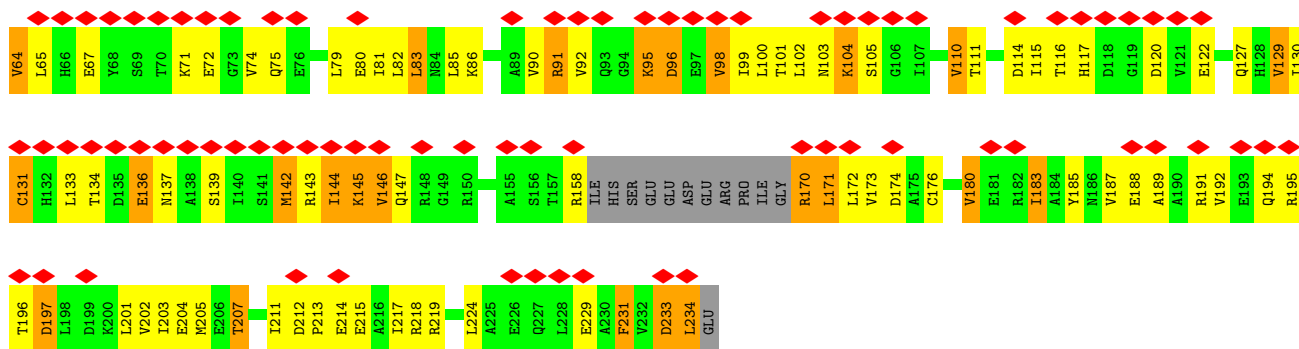 V64 L65 H66 E67 Y68 S69 T70 K71 E72 G73 V74 Q75 E76 L79 E80 I81 L82 L83 N84 L85 K86 A89 V90 R91 V92 Q93 G94 K95 D96 E97 V98 I99 L100 T101 L102 N103 K104 S105 G106 I107 V110 T111 D114 I115 T116 H117 D118 G119 D120 V121 E122 Q127 H128 V129 I130
C131 H132 L133 T134 D135 E136 N137 A138 S139 I140 S141 M142 R143 I144 K145 V146 Q147 R148 G149 R150 A155 S156 T157 R158 ILE HIS SER GLU GLU ASP GLU ARG PRO ILE GLY R170 L171 L172 V173 D174 A175 C176 V180 E181 R182 I183 A184 Y185 N186 V187 E188 A189 A190 R191 V192 E193 Q194 R195
T196 D197 L198 D199 K200 L201 V202 I203 E204 M205 E206 T207 I211 D212 P213 E214 E215 A216 I217 R218 R219 L224 A225 E226 Q227 L228 E229 A230 F231 V232 D233 L234 GLU